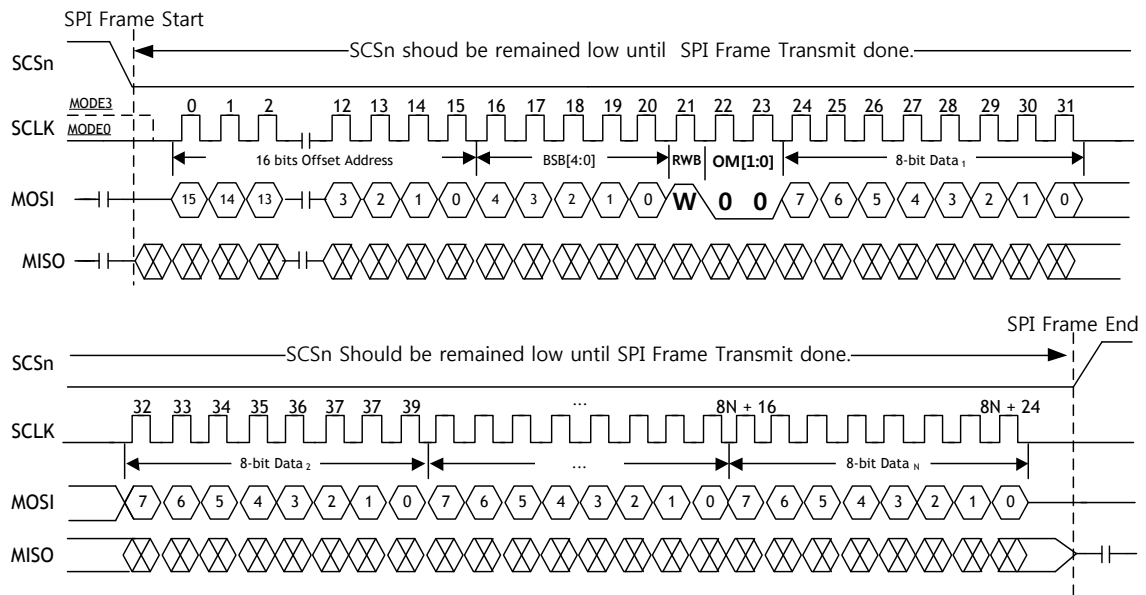 SPI Frame Start
SCSn shoud be remained low until SPI Frame Transmit done.
SCSn
MODE3
MODE0
SCLK
0 1 2 12 13 14 15 16 17 18 19 20 21 22 23 24 25 26 27 28 29 30 31
16 bits Offset Address
BSB[4:0]
RWB
OM[1:0]
8-bit Data 1
MOSI
15 14 13 3 2 1 0 4 3 2 1 0 W 0 0 7 6 5 4 3 2 1 0
MISO
SPI Frame End
SCSn Should be remained low until SPI Frame Transmit done.
SCSn
32 33 34 35 36 37 37 39 ... 8N + 16 8N + 24
SCLK
8-bit Data 2
...
8-bit Data N
MOSI
7 6 5 4 3 2 1 0 7 6 5 4 3 2 1 0 7 6 5 4 3 2 1 0
MISO